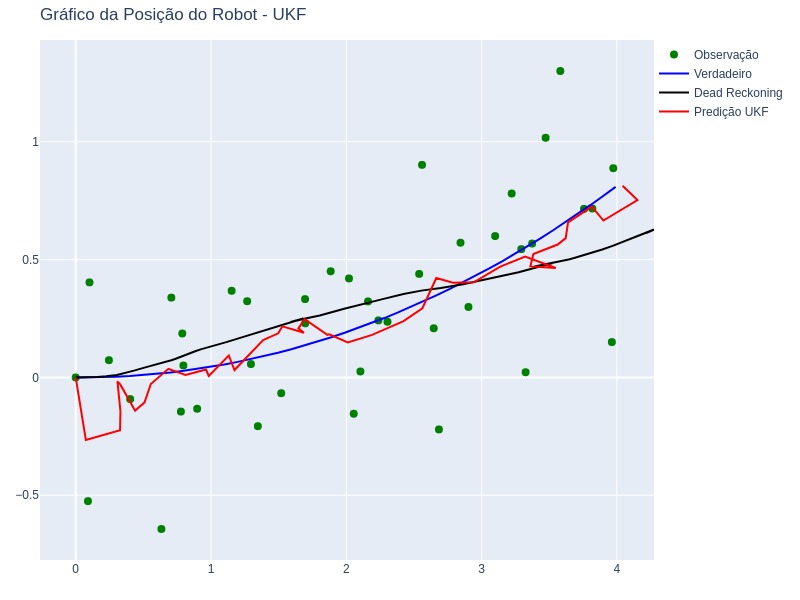 Gráfico da Posição do Robot - UKF
Observação
Verdadeiro
Dead Reckoning
Predição UKF
1
0.5
0
−0.5
0
1
2
3
4